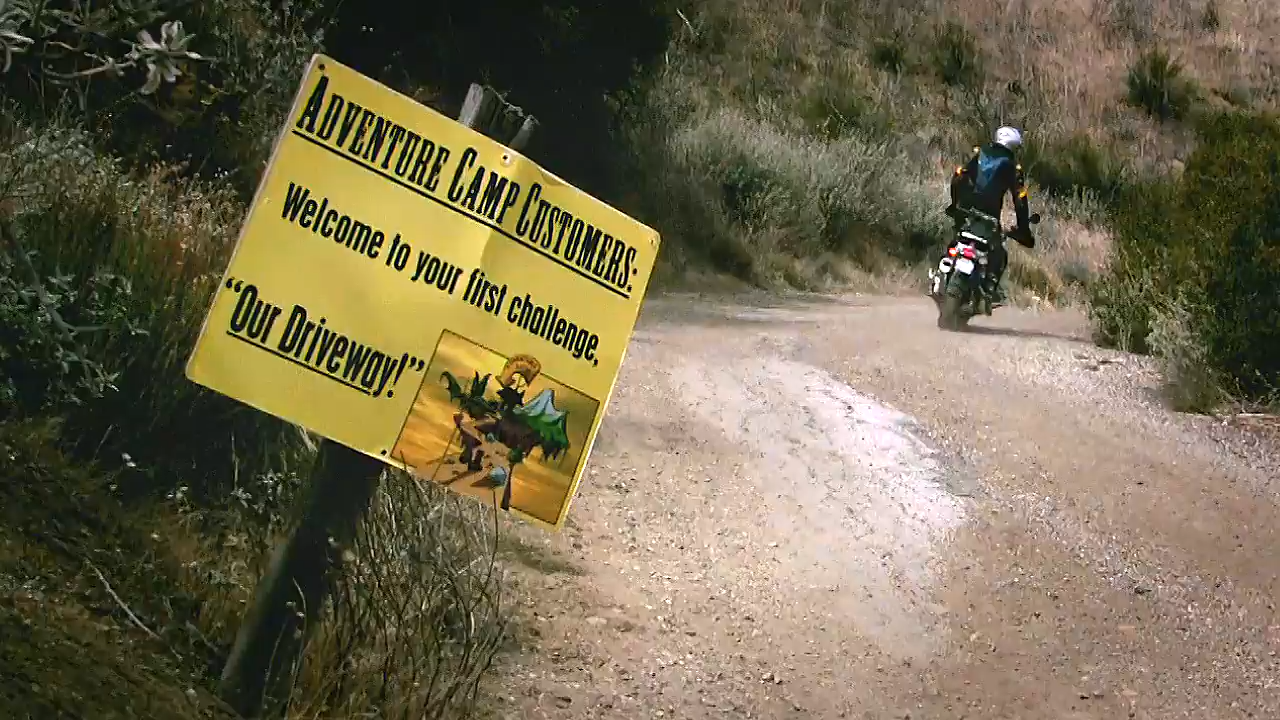 ADVENTURE CAMP CUSTOMERS:
Welcome to your first challenge,
"Our Driveway!"